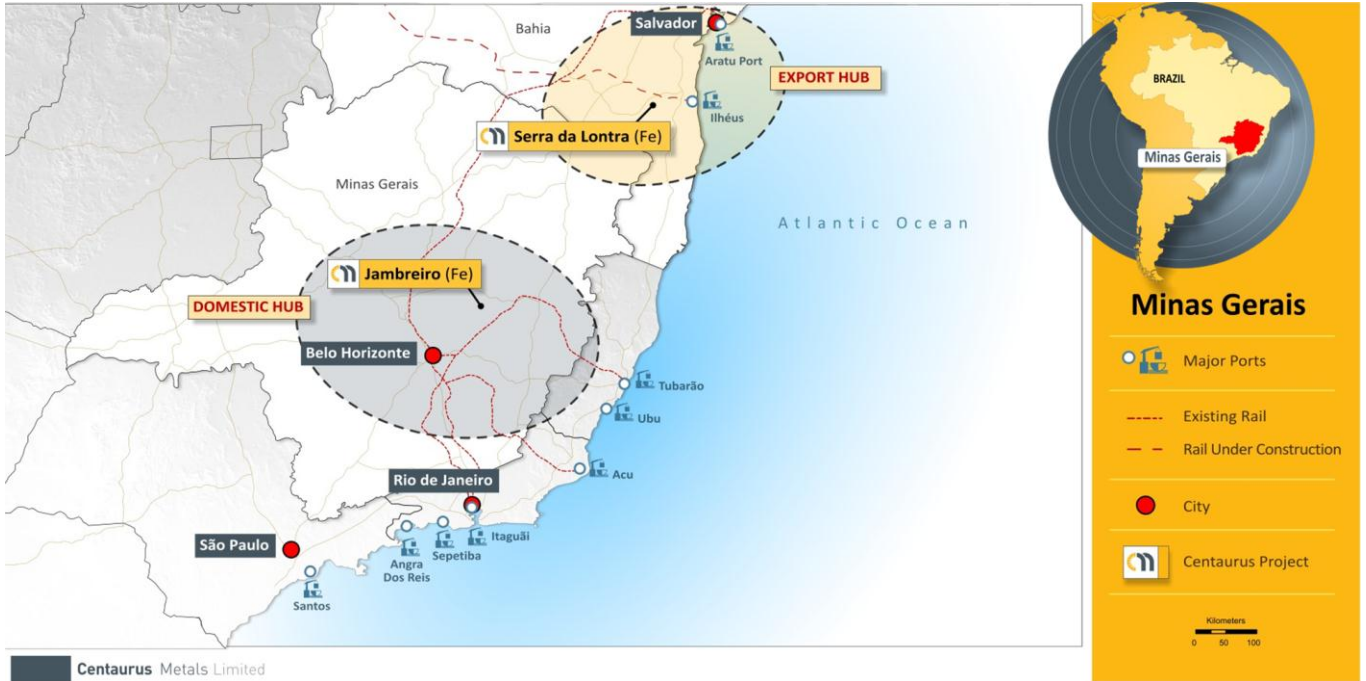 Bahia
Salvador
Aratu Port
EXPORT HUB
Ilhéus
Serra da Lontra (Fe)
Minas Gerais
Atlantic Ocean
Jambreiro (Fe)
DOMESTIC HUB
Belo Horizonte
Tubarão
Ubu
Acu
Rio de Janeiro
Itaguãi
Sepetiba
Angra
Dos Reis
São Paulo
Santos
Centaurus Metals Limited
BRAZIL
Minas Gerais
Minas Gerais
Major Ports
Existing Rail
Rail Under Construction
City
Centaurus Project
Kilometers
0 50 100